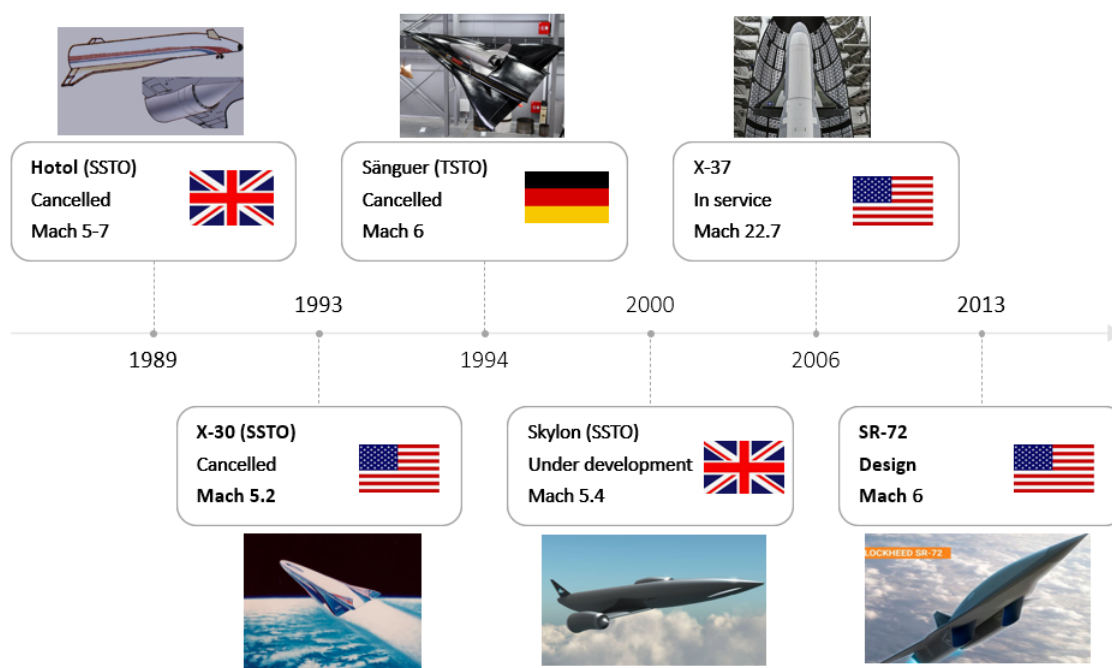 Hotol (SSTO)
Cancelled
Mach 5-7
Sänguer (TSTO)
Cancelled
Mach 6
X-37
In service
Mach 22.7
1993
2000
2013
1989
1994
2006
X-30 (SSTO)
Cancelled
Mach 5.2
Skylon (SSTO)
Under development
Mach 5.4
SR-72
Design
Mach 6
LOCKHEED SR-72